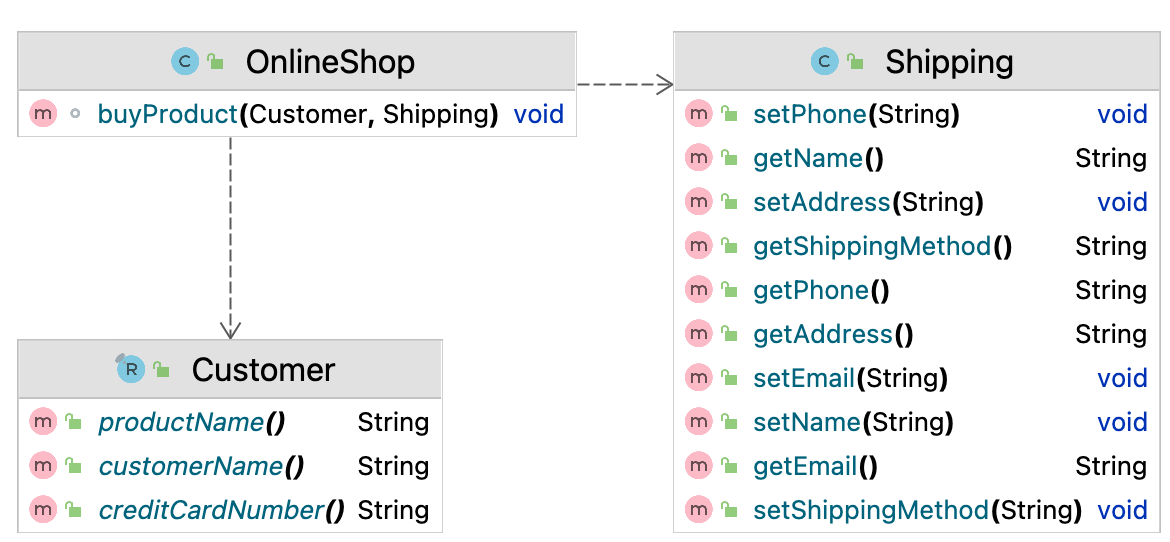 C OnlineShop
m buyProduct(Customer, Shipping) void
C Shipping
m setPhone(String) void
m getName() String
m setAddress(String) void
m getShippingMethod() String
m getPhone() String
m getAddress() String
m setEmail(String) void
m setName(String) void
m getEmail() String
m setShippingMethod(String) void
R Customer
m productName() String
m customerName() String
m creditCardNumber() String